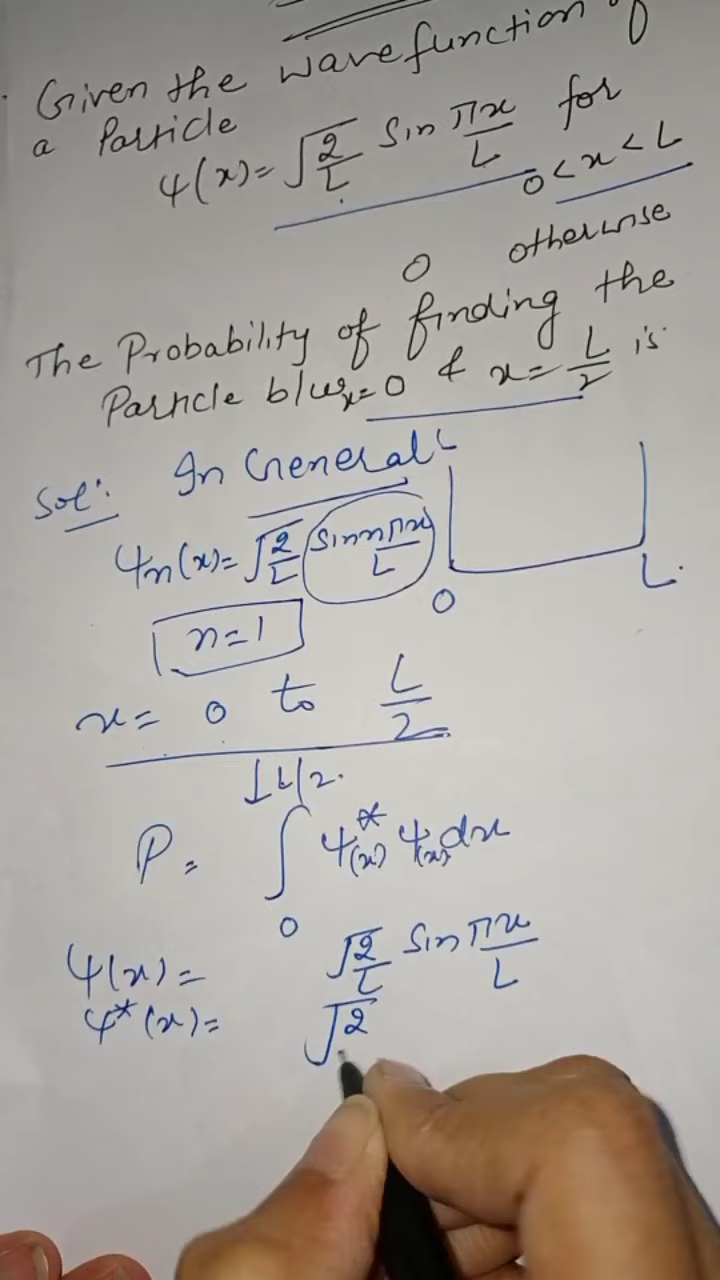 Given the wavefunction of
a Particle
ψ(x)= √2/L Sin πx/L for
0<x<L
0 otherwise
The Probability of finding the
Particle b/w x=0 & x= L/2 is
Sol: In General
ψn(x)= √2/L Sin nπx/L
0 L
n=1
x= 0 to L/2
P= ∫ 0 L/2 ψ*(x) ψ(x) dx
ψ(x)= √2/L Sin πx/L
ψ*(x)= √2